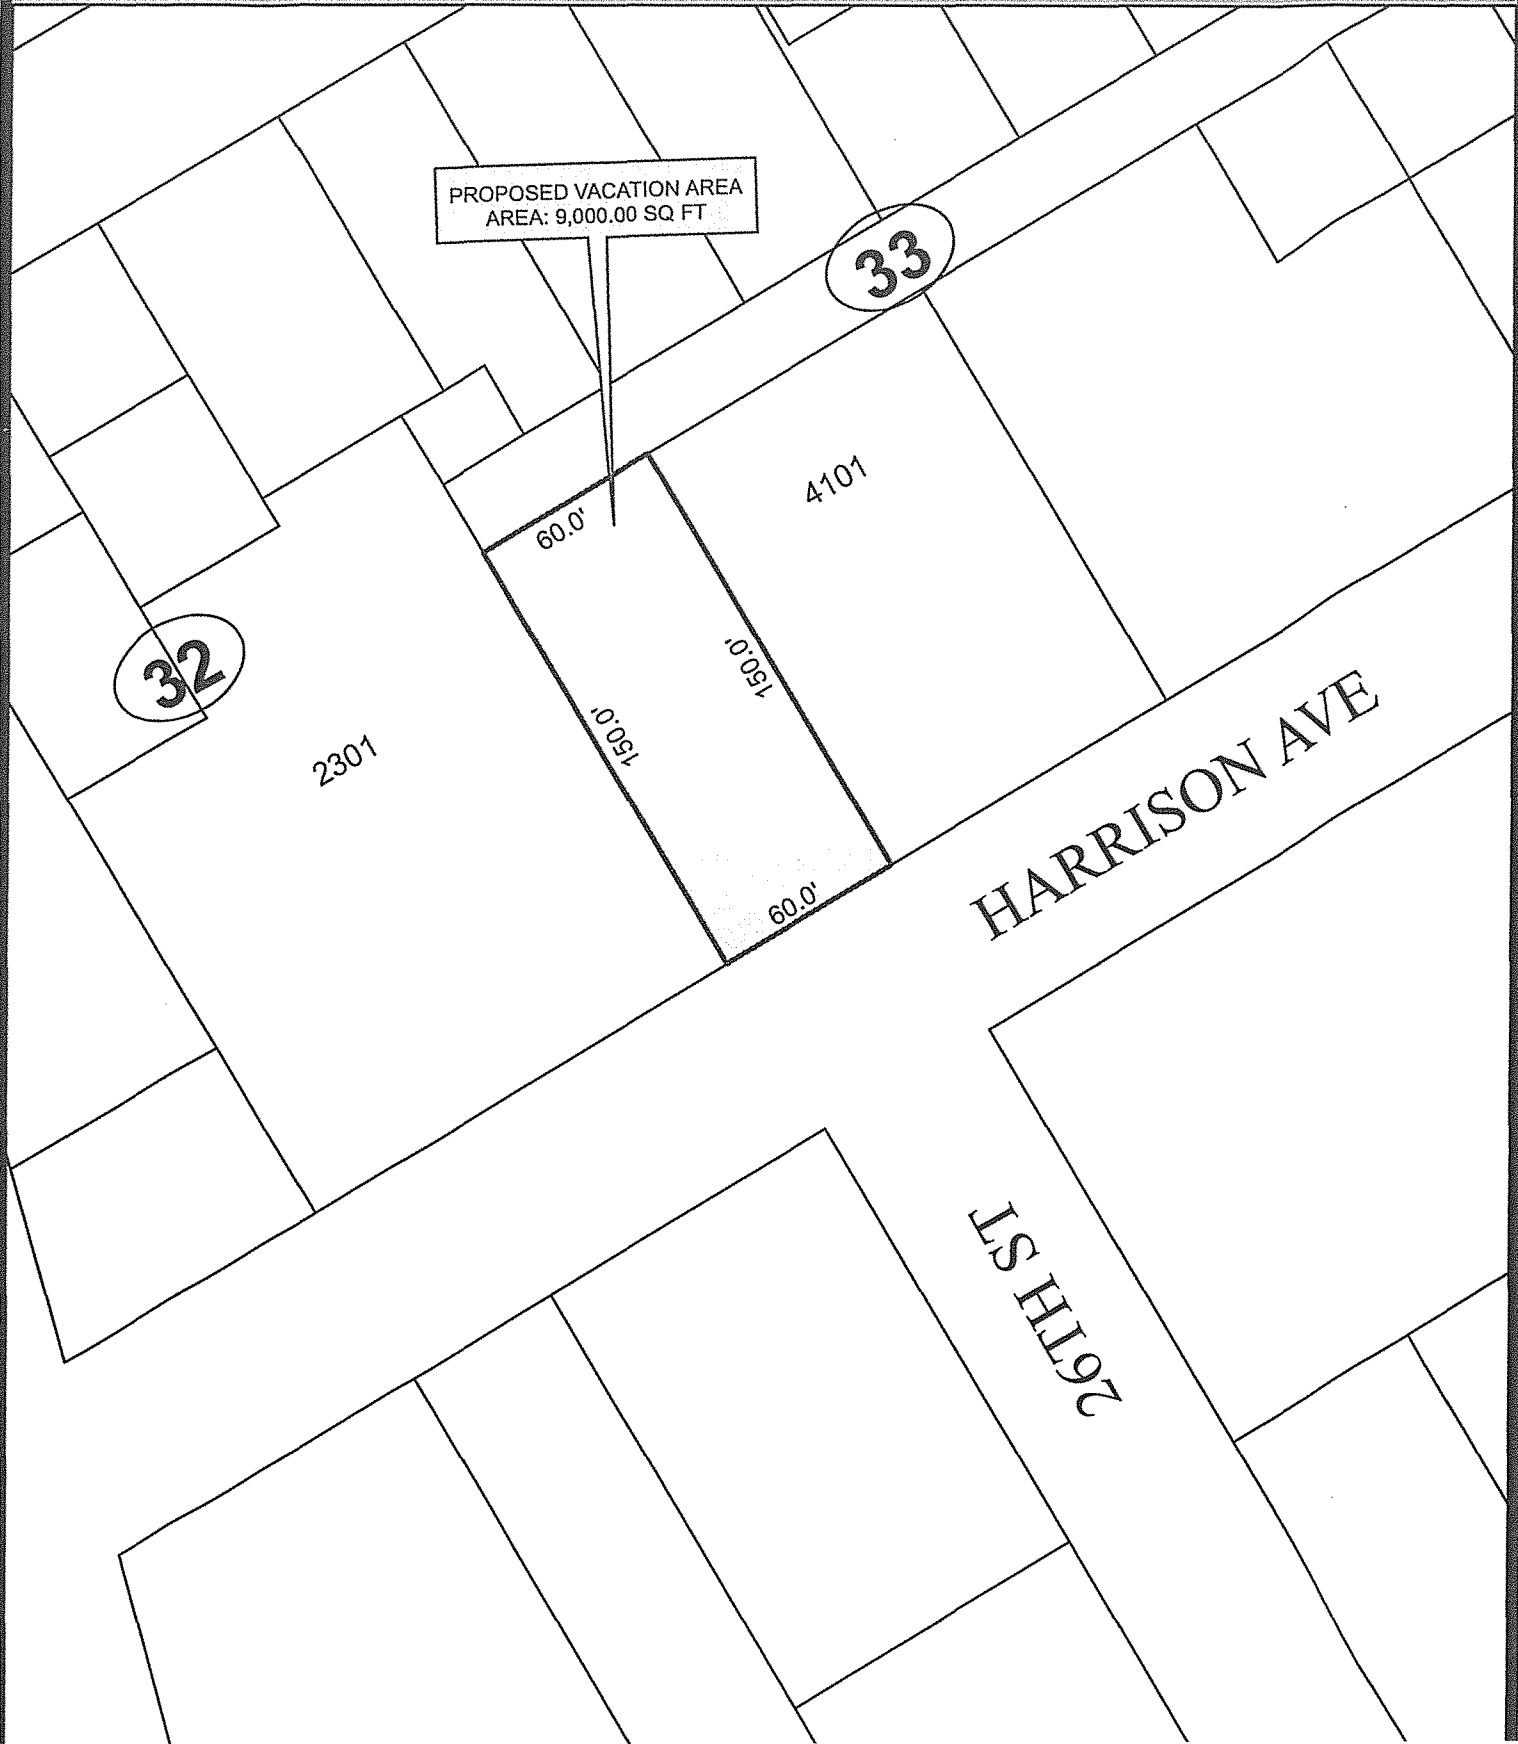 PROPOSED VACATION AREA
AREA: 9,000.00 SQ FT
33
4101
60.0'
150.0'
32
150.0'
2301
HARRISON AVE
60.0'
26TH ST